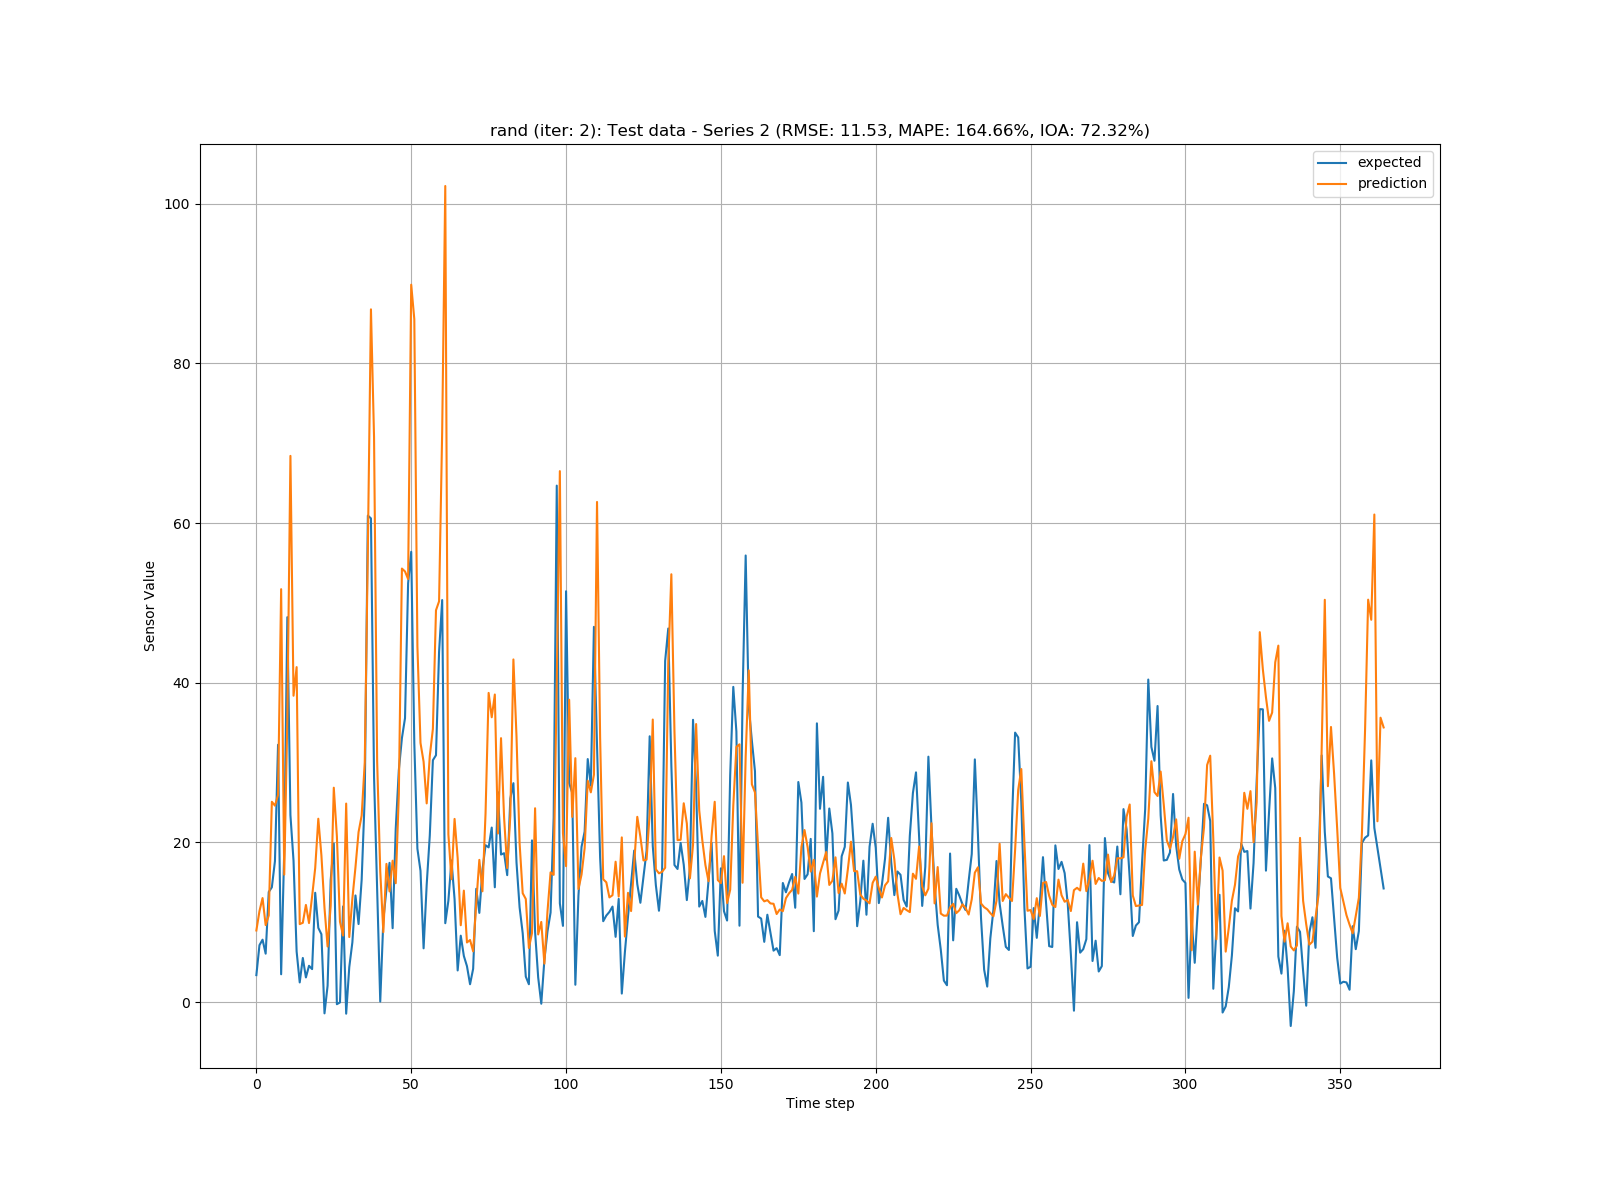 rand (iter: 2): Test data - Series 2 (RMSE: 11.53, MAPE: 164.66%, IOA: 72.32%)
expected
prediction
100
80
60
40
20
0
Sensor Value
0 50 100 150 200 250 300 350
Time step